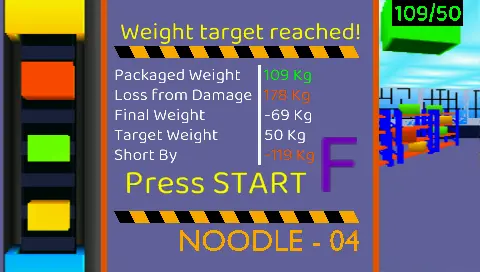 109/50
Weight target reached!
Packaged Weight 109 Kg
Loss from Damage 178 Kg
Final Weight -69 Kg
Target Weight 50 Kg
Short By -119 Kg
F
Press START
NOODLE - 04